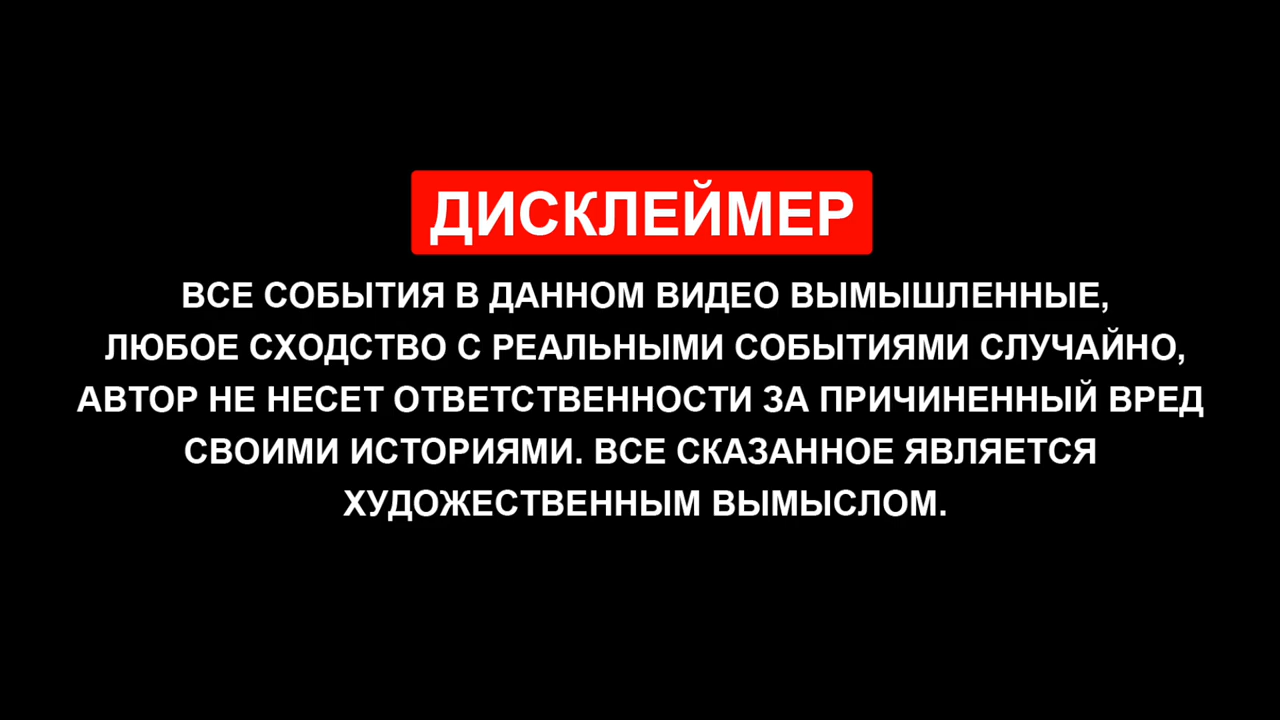 ДИСКЛЕЙМЕР
ВСЕ СОБЫТИЯ В ДАННОМ ВИДЕО ВЫМЫШЛЕННЫЕ,
ЛЮБОЕ СХОДСТВО С РЕАЛЬНЫМИ СОБЫТИЯМИ СЛУЧАЙНО,
АВТОР НЕ НЕСЕТ ОТВЕТСТВЕННОСТИ ЗА ПРИЧИНЕННЫЙ ВРЕД
СВОИМИ ИСТОРИЯМИ. ВСЕ СКАЗАННОЕ ЯВЛЯЕТСЯ
ХУДОЖЕСТВЕННЫМ ВЫМЫСЛОМ.